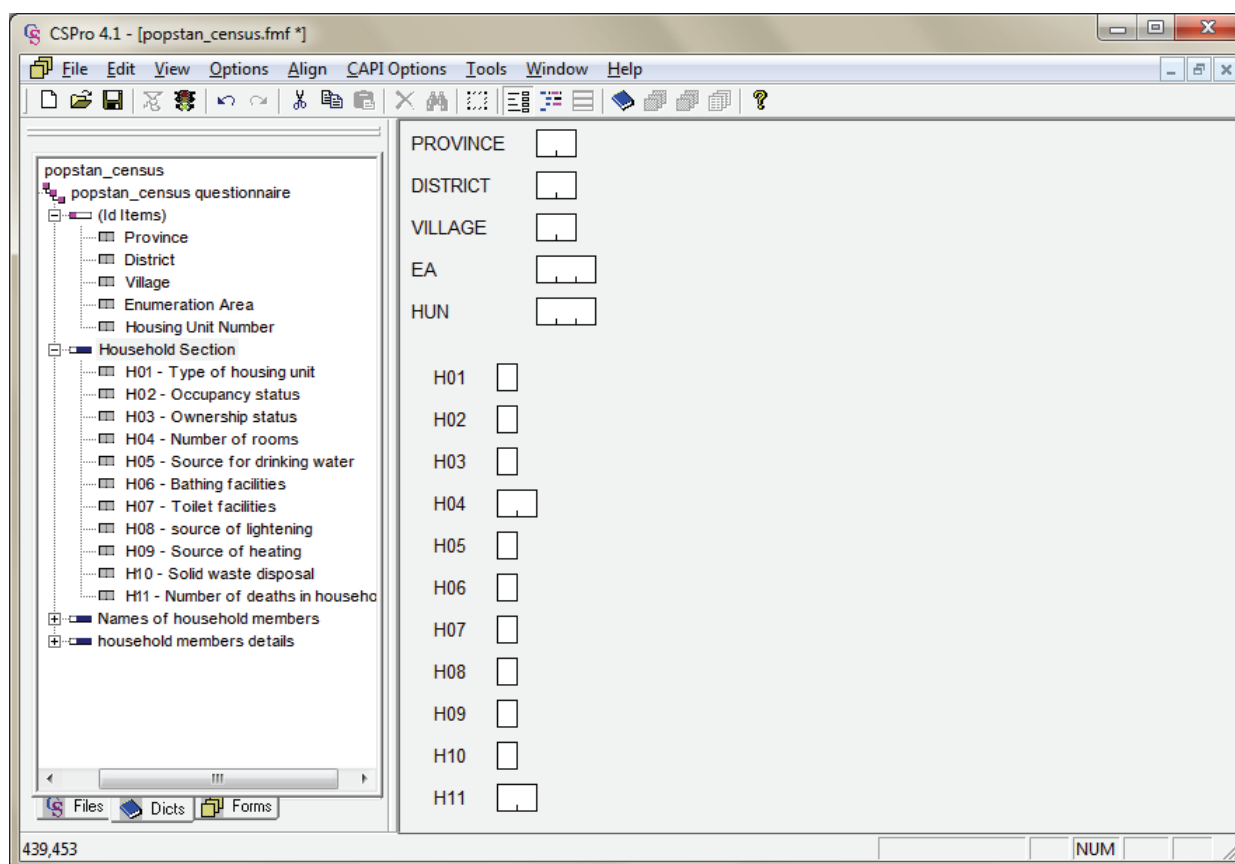 CSPro 4.1 - [popstan_census.fmf *]
File Edit View Options Align CAPI Options Tools Window Help
popstan_census
popstan_census questionnaire
(Id Items)
Province
District
Village
Enumeration Area
Housing Unit Number
Household Section
H01 - Type of housing unit
H02 - Occupancy status
H03 - Ownership status
H04 - Number of rooms
H05 - Source for drinking water
H06 - Bathing facilities
H07 - Toilet facilities
H08 - source of lightening
H09 - Source of heating
H10 - Solid waste disposal
H11 - Number of deaths in househo
Names of household members
household members details
Files Dicts Forms
PROVINCE
DISTRICT
VILLAGE
EA
HUN
H01
H02
H03
H04
H05
H06
H07
H08
H09
H10
H11
439,453 NUM